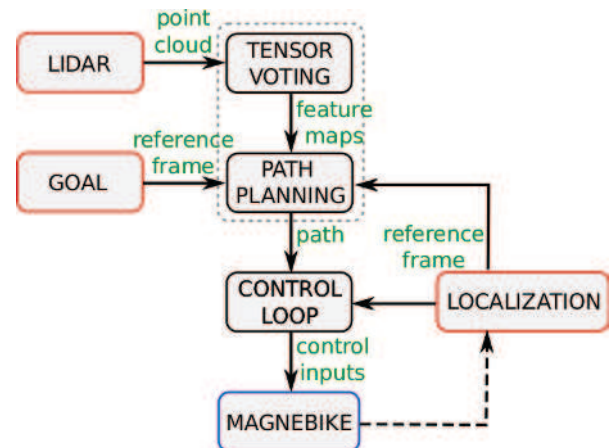 point
cloud
LIDAR
TENSOR
VOTING
feature
maps
reference
frame
GOAL
PATH
PLANNING
path
reference
frame
CONTROL
LOOP
LOCALIZATION
control
inputs
MAGNEBIKE